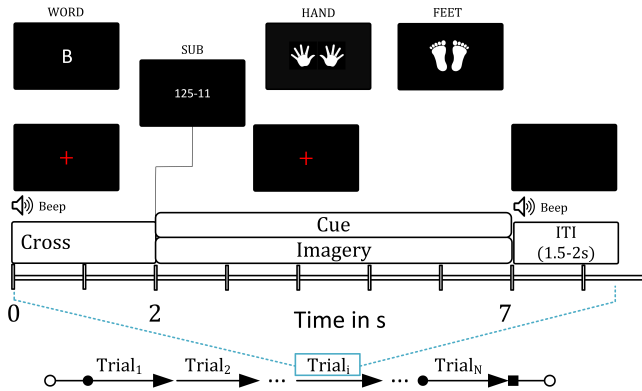 WORD
SUB
HAND
FEET
B
125-11
Beep
Beep
Cross
Cue
Imagery
ITI
(1.5-2s)
0
2
7
Time in s
Trial₁
Trial₂
...
Trialᵢ
...
Trial_N